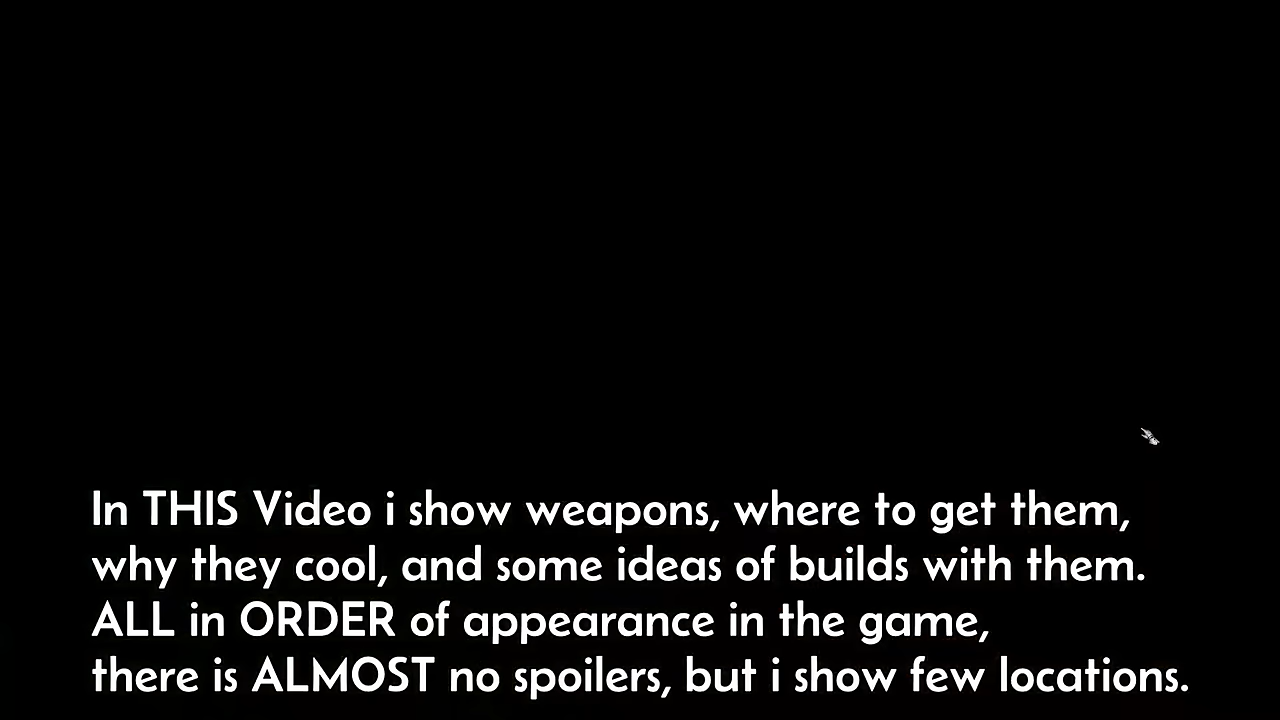 In THIS Video i show weapons, where to get them,
why they cool, and some ideas of builds with them.
ALL in ORDER of appearance in the game,
there is ALMOST no spoilers, but i show few locations.